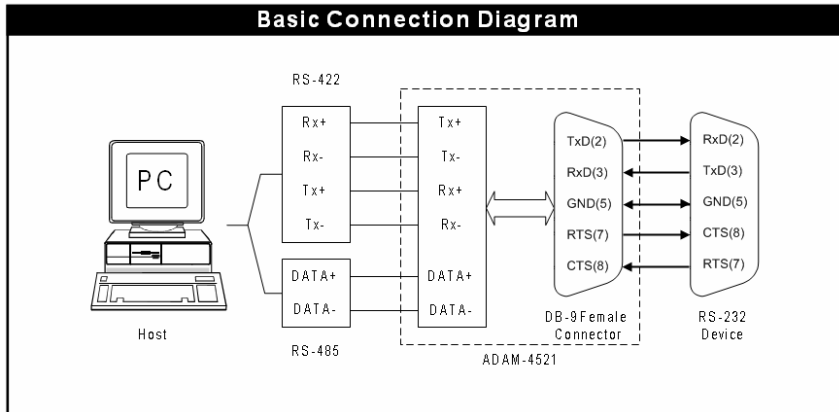 Basic Connection Diagram
RS-422
Rx+
Rx-
Tx+
Tx-
Tx+
Tx-
Rx+
Rx-
DATA+
DATA-
DATA+
DATA-
RS-485
PC
Host
TxD(2)
RxD(3)
GND(5)
RTS(7)
CTS(8)
RxD(2)
TxD(3)
GND(5)
CTS(8)
RTS(7)
DB-9 Female
Connector
RS-232
Device
ADAM-4521